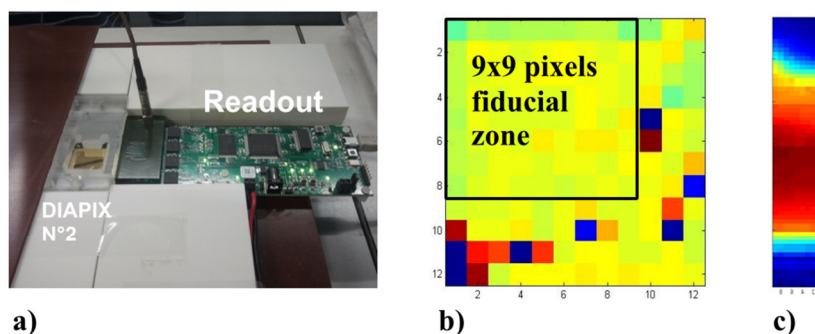 Readout
DIAPIX
N°2
a)
9x9 pixels
fiducial
zone
2
4
6
8
10
12
2
4
6
8
10
12
b)
c)